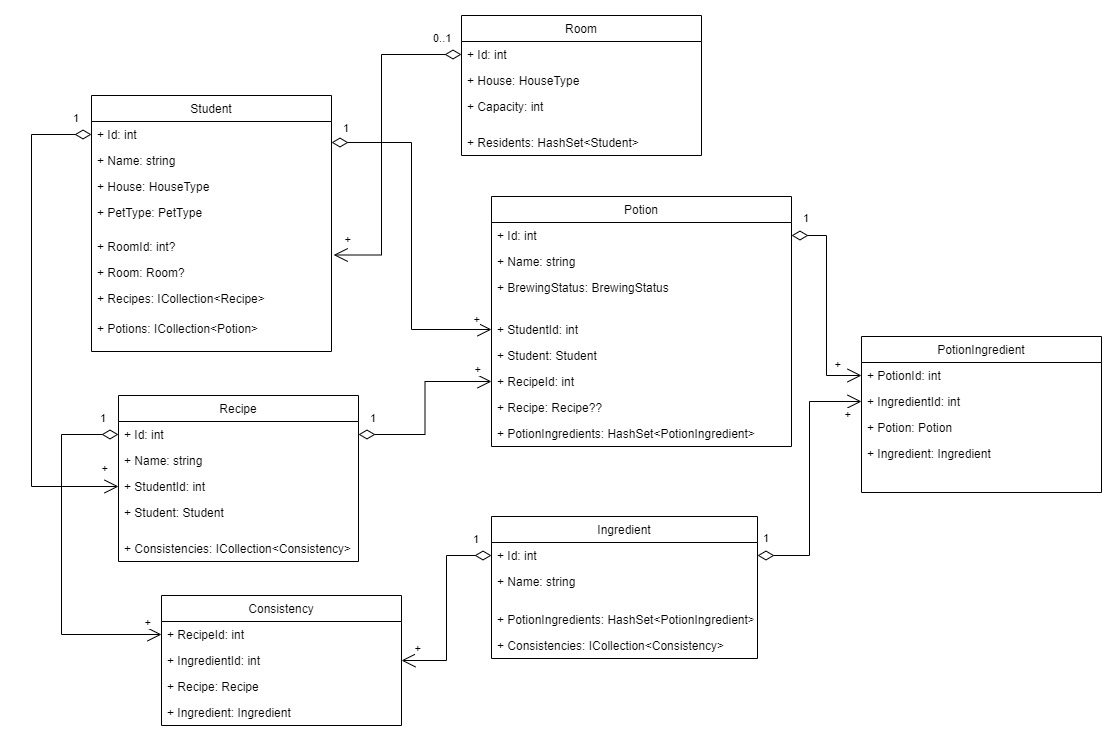 Room
+ Id: int
+ House: HouseType
+ Capacity: int
+ Residents: HashSet<Student>
0..1
Student
+ Id: int
+ Name: string
+ House: HouseType
+ PetType: PetType
+ RoomId: int?
+ Room: Room?
+ Recipes: ICollection<Recipe>
+ Potions: ICollection<Potion>
1
1
+
Potion
+ Id: int
+ Name: string
+ BrewingStatus: BrewingStatus
+ StudentId: int
+ Student: Student
+ RecipeId: int
+ Recipe: Recipe??
+ PotionIngredients: HashSet<PotionIngredient>
1
+
+
PotionIngredient
+ PotionId: int
+ IngredientId: int
+ Potion: Potion
+ Ingredient: Ingredient
+
+
Recipe
+ Id: int
+ Name: string
+ StudentId: int
+ Student: Student
+ Consistencies: ICollection<Consistency>
1
1
+
Ingredient
+ Id: int
+ Name: string
+ PotionIngredients: HashSet<PotionIngredient>
+ Consistencies: ICollection<Consistency>
1
1
Consistency
+ RecipeId: int
+ IngredientId: int
+ Recipe: Recipe
+ Ingredient: Ingredient
+
+